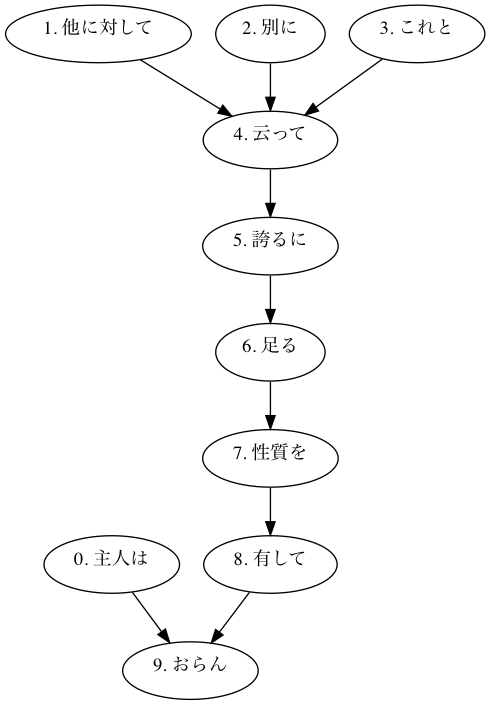 1. 他に対して 2. 別に 3. これと
4. 云って
5. 誇るに
6. 足る
7. 性質を
0. 主人は 8. 有して
9. おらん